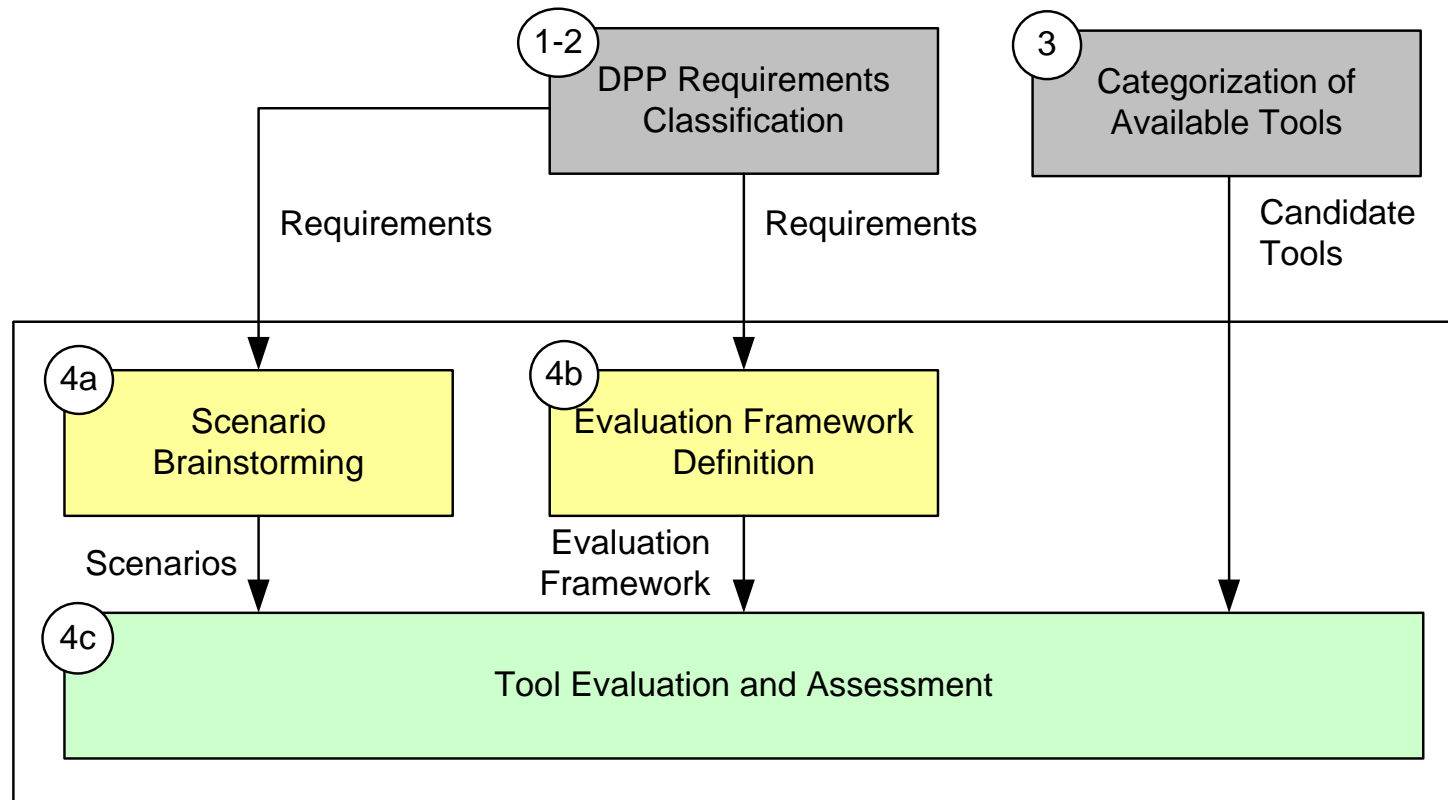 1-2
DPP Requirements
Classification
3
Categorization of
Available Tools
Requirements
Requirements
Candidate
Tools
4a
Scenario
Brainstorming
4b
Evaluation Framework
Definition
Scenarios
Evaluation
Framework
4c
Tool Evaluation and Assessment